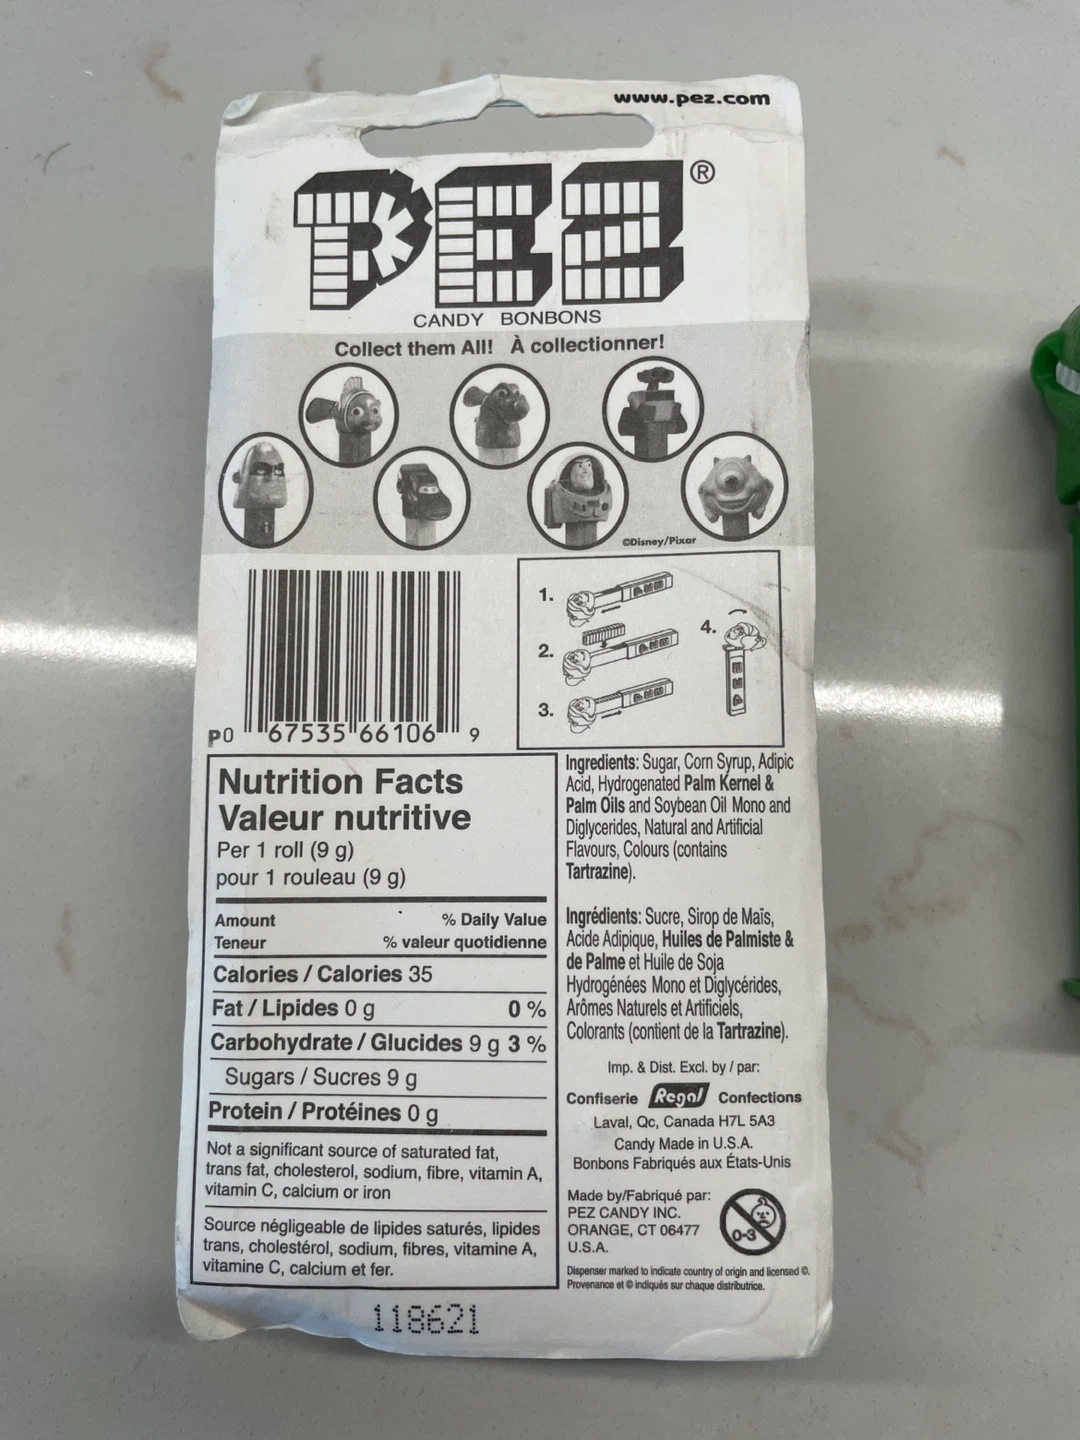 www.pez.com
PEZ®
CANDY BONBONS
Collect them All! À collectionner!
©Disney/Pixar
1.
2.
3.
4.
P0 67535 66106 9
Nutrition Facts
Valeur nutritive
Per 1 roll (9 g)
pour 1 rouleau (9 g)
Amount % Daily Value
Teneur % valeur quotidienne
Calories / Calories 35
Fat / Lipides 0 g 0 %
Carbohydrate / Glucides 9 g 3 %
Sugars / Sucres 9 g
Protein / Protéines 0 g
Not a significant source of saturated fat,
trans fat, cholesterol, sodium, fibre, vitamin A,
vitamin C, calcium or iron
Source négligeable de lipides saturés, lipides
trans, cholestérol, sodium, fibres, vitamine A,
vitamine C, calcium et fer.
118621
Ingredients: Sugar, Corn Syrup, Adipic
Acid, Hydrogenated Palm Kernel &
Palm Oils and Soybean Oil Mono and
Diglycerides, Natural and Artificial
Flavours, Colours (contains
Tartrazine).
Ingrédients: Sucre, Sirop de Maïs,
Acide Adipique, Huiles de Palmiste &
de Palme et Huile de Soja
Hydrogénées Mono et Diglycérides,
Arômes Naturels et Artificiels,
Colorants (contient de la Tartrazine).
Imp. & Dist. Excl. by / par:
Confiserie Regal Confections
Laval, Qc, Canada H7L 5A3
Candy Made in U.S.A.
Bonbons Fabriqués aux États-Unis
Made by/Fabriqué par:
PEZ CANDY INC.
ORANGE, CT 06477
U.S.A.
0-3
Dispenser marked to indicate country of origin and licensed ©.
Provenance et © indiqués sur chaque distributrice.